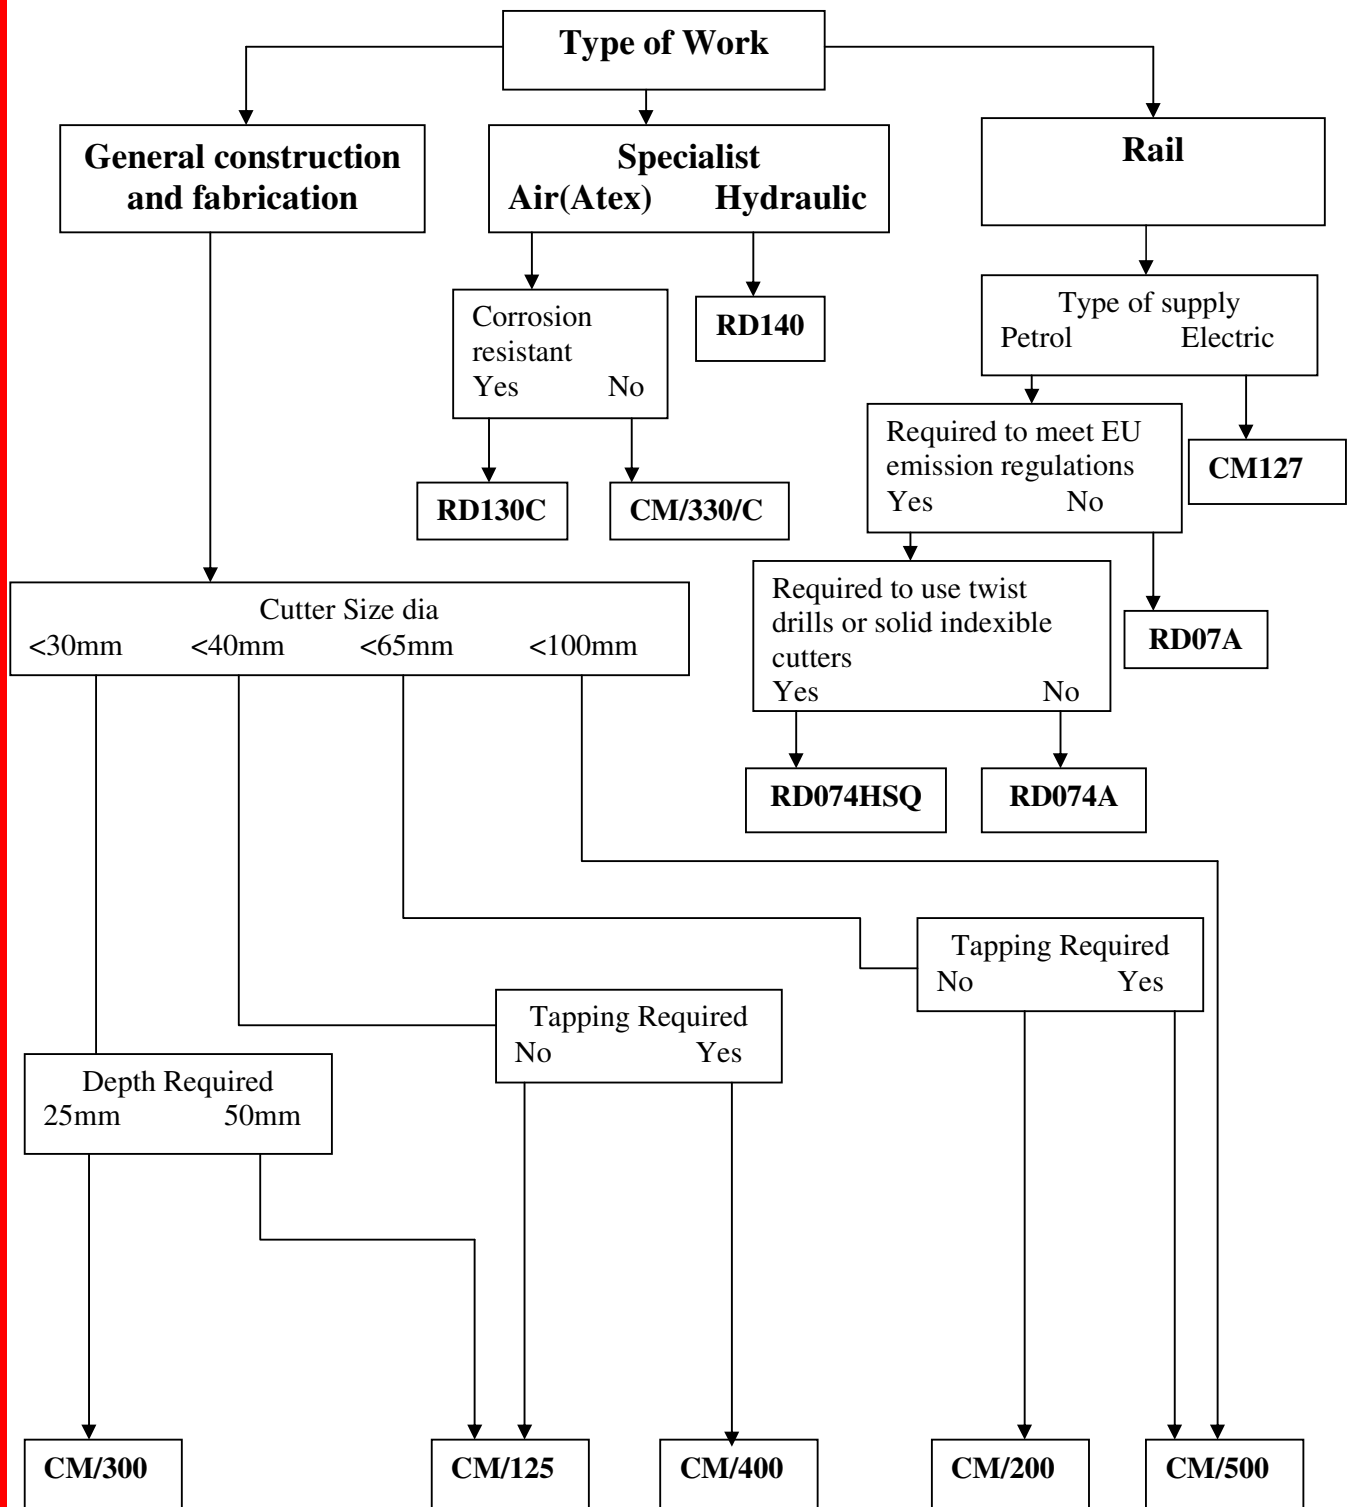 Type of Work
General construction
and fabrication
Specialist
Air(Atex) Hydraulic
Rail
Corrosion
resistant
Yes No
RD140
Type of supply
Petrol Electric
RD130C
CM/330/C
Required to meet EU
emission regulations
Yes No
CM127
Cutter Size dia
<30mm <40mm <65mm <100mm
Required to use twist
drills or solid indexible
cutters
Yes No
RD07A
RD074HSQ
RD074A
Tapping Required
No Yes
Tapping Required
No Yes
Depth Required
25mm 50mm
CM/300
CM/125
CM/400
CM/200
CM/500